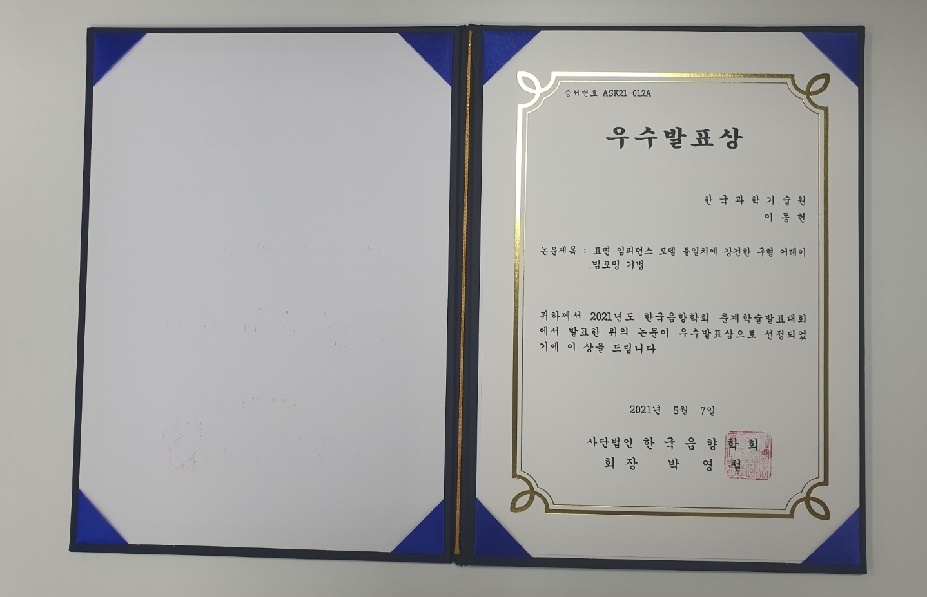 상패번호 ASK21-012A
우수발표상
한국과학기술원
이동헌
논문제목 : 표면 임피던스 모델 불일치에 강건한 구형 어레이
빔포밍 기법
귀하께서 2021년도 한국음향학회 춘계학술발표대회
에서 발표한 위의 논문이 우수발표상으로 선정되었
기에 이 상을 드립니다
2021년 5월 7일
사단법인 한국음향학회
회장 박영